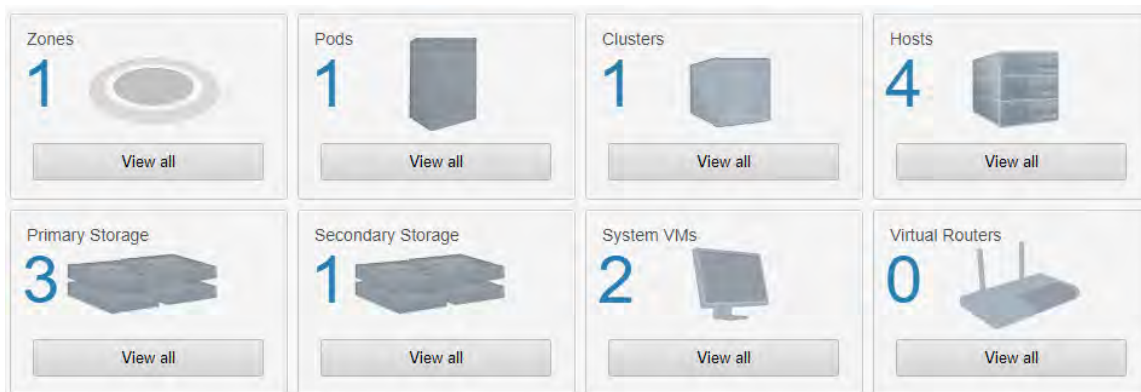 Zones
1
View all
Pods
1
View all
Clusters
1
View all
Hosts
4
View all
Primary Storage
3
View all
Secondary Storage
1
View all
System VMs
2
View all
Virtual Routers
0
View all